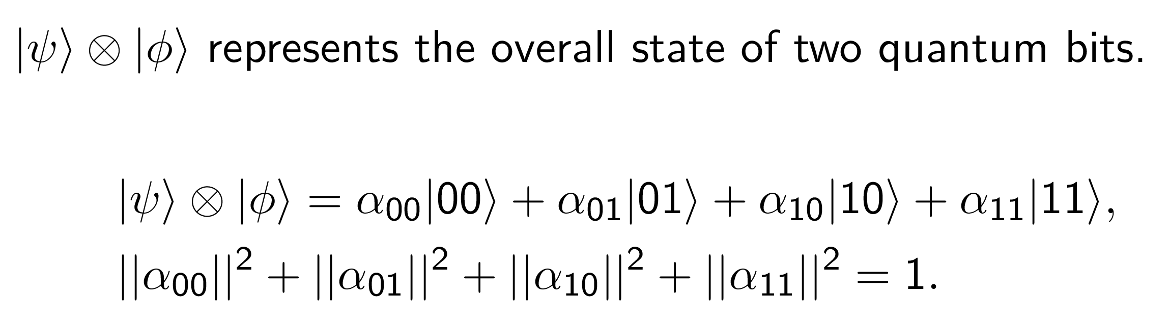 |ψ⟩ ⊗ |ϕ⟩ represents the overall state of two quantum bits.
|ψ⟩ ⊗ |ϕ⟩ = α₀₀|00⟩ + α₀₁|01⟩ + α₁₀|10⟩ + α₁₁|11⟩,
||α₀₀||² + ||α₀₁||² + ||α₁₀||² + ||α₁₁||² = 1.